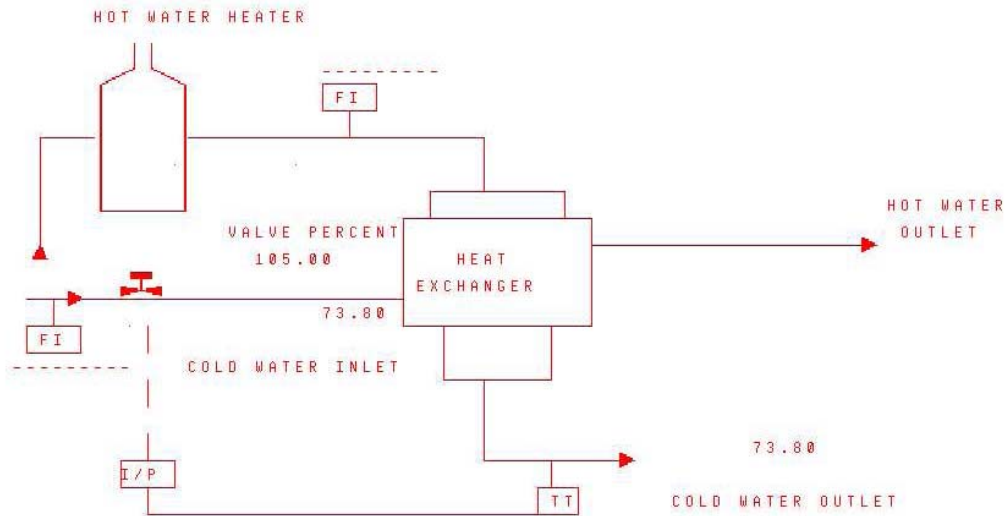 HOT WATER HEATER
FI
HOT WATER
OUTLET
VALVE PERCENT
105.00
HEAT
EXCHANGER
73.80
FI
COLD WATER INLET
73.80
I/P
TT
COLD WATER OUTLET